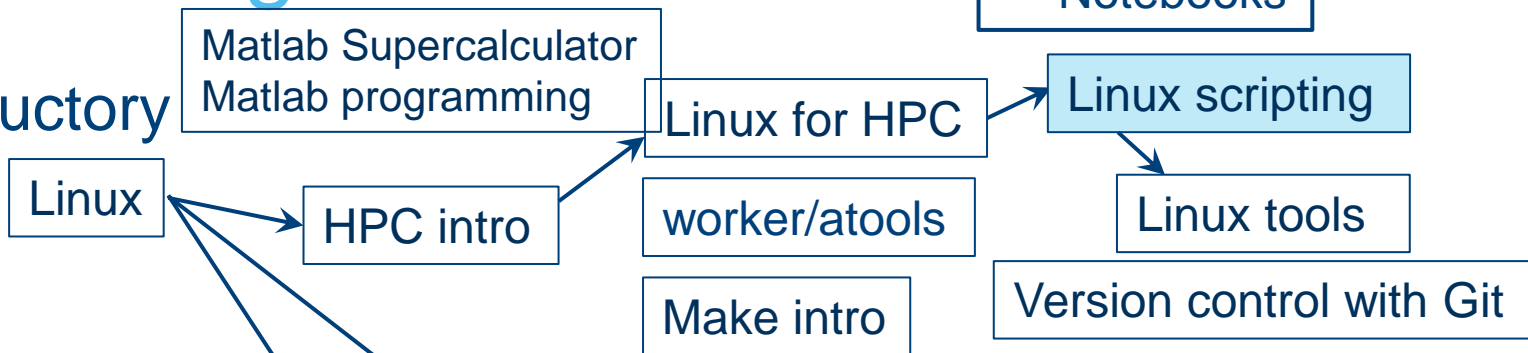 Notebooks
Matlab Supercalculator
Matlab programming
Linux for HPC
Linux scripting
Linux
HPC intro
worker/atools
Linux tools
Make intro
Version control with Git